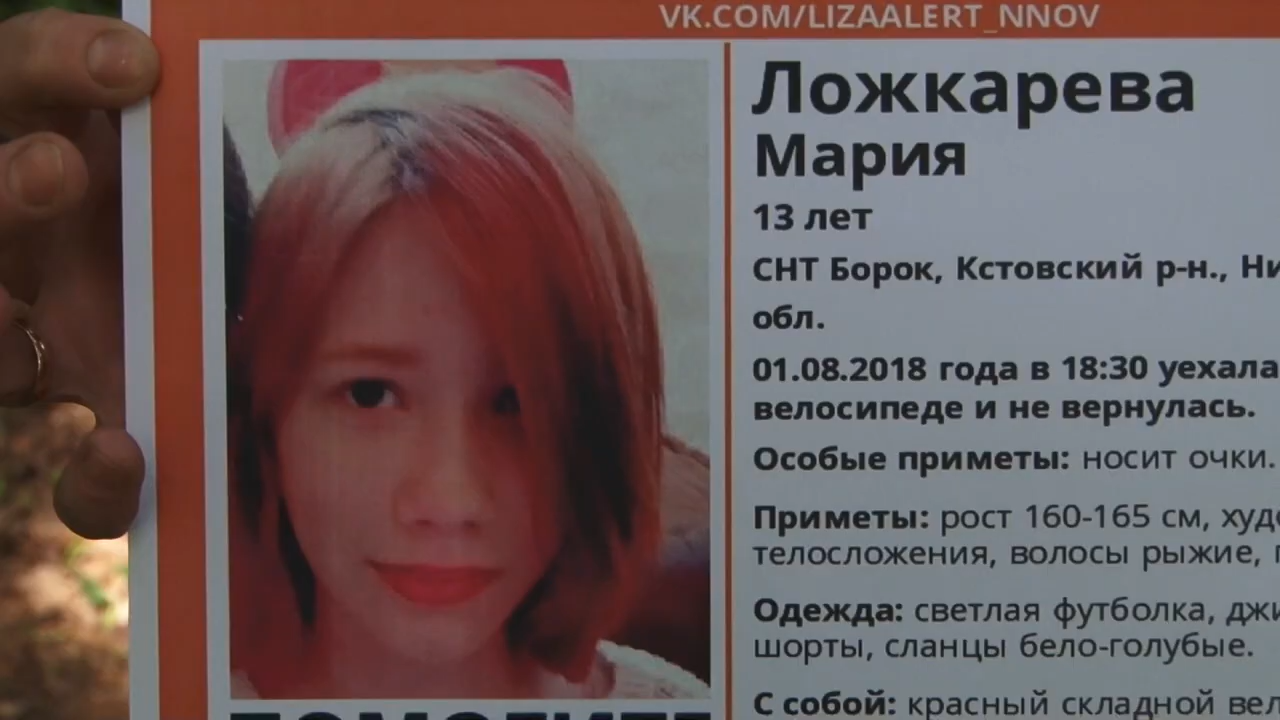 VK.COM/LIZAALERT_NNOV
Ложкарева
Мария
13 лет
СНТ Борок, Кстовский р-н.,
обл.
01.08.2018 года в 18:30 уехала
велосипеде и не вернулась.
Особые приметы: носит очки.
Приметы: рост 160-165 см,
телосложения, волосы рыжие,
Одежда: светлая футболка,
шорты, сланцы бело-голубые.
С собой: красный складной